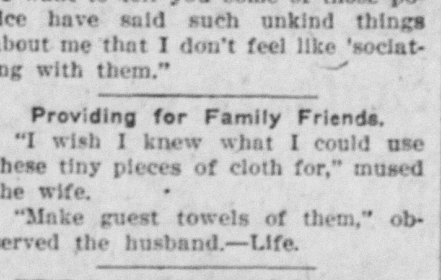 lce have said such unkind things
about me that I don't feel like 'sociat-
ng with them."
Providing for Family Friends.
"I wish I knew what I could use
hese tiny pieces of cloth for," mused
he wife.
"Make guest towels of them," ob-
erved the husband.—Life.